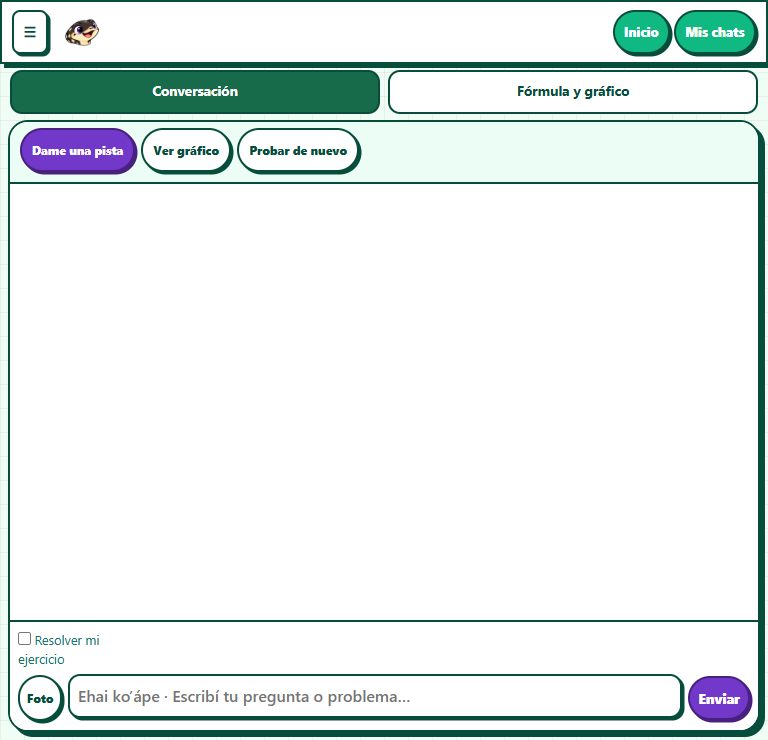 ☰
Inicio
Mis chats
Conversación
Fórmula y gráfico
Dame una pista
Ver gráfico
Probar de nuevo
Resolver mi
ejercicio
Foto
Ehai ko’ápe · Escribí tu pregunta o problema...
Enviar